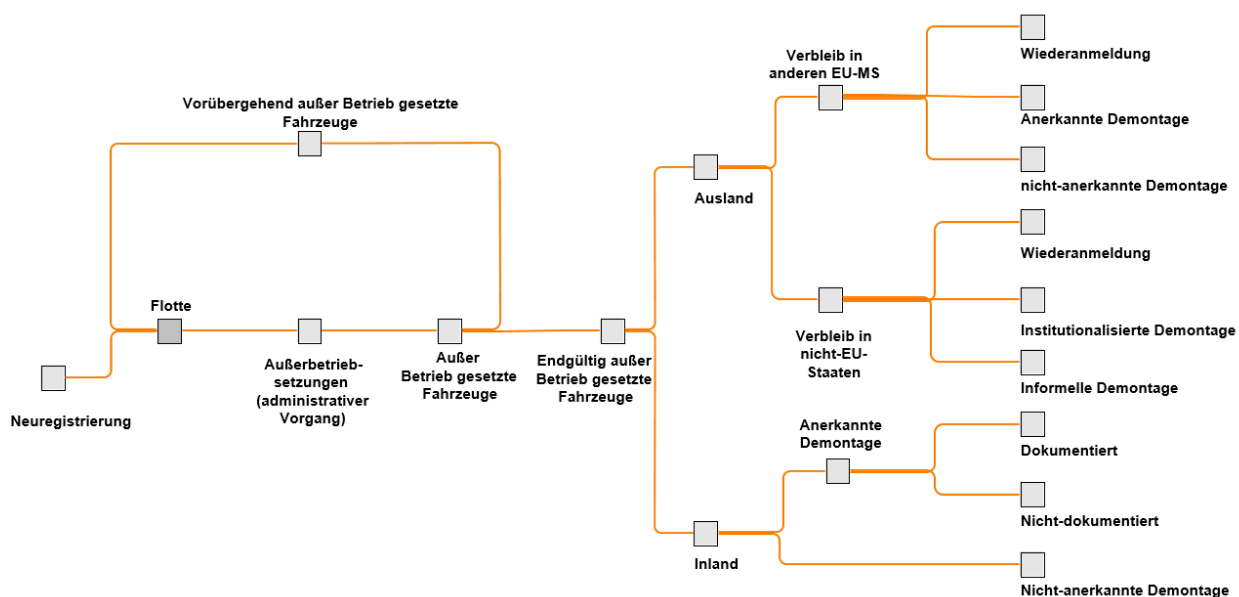 Vorübergehend außer Betrieb gesetzte
Fahrzeuge
Flotte
Neuregistrierung
Außerbetrieb-
setzungen
(administrativer
Vorgang)
Außer
Betrieb gesetzte
Fahrzeuge
Endgültig außer
Betrieb gesetzte
Fahrzeuge
Ausland
Verbleib in
anderen EU-MS
Wiederanmeldung
Anerkannte Demontage
nicht-anerkannte Demontage
Verbleib in
nicht-EU-
Staaten
Wiederanmeldung
Institutionalisierte Demontage
Informelle Demontage
Inland
Anerkannte
Demontage
Dokumentiert
Nicht-dokumentiert
Nicht-anerkannte Demontage